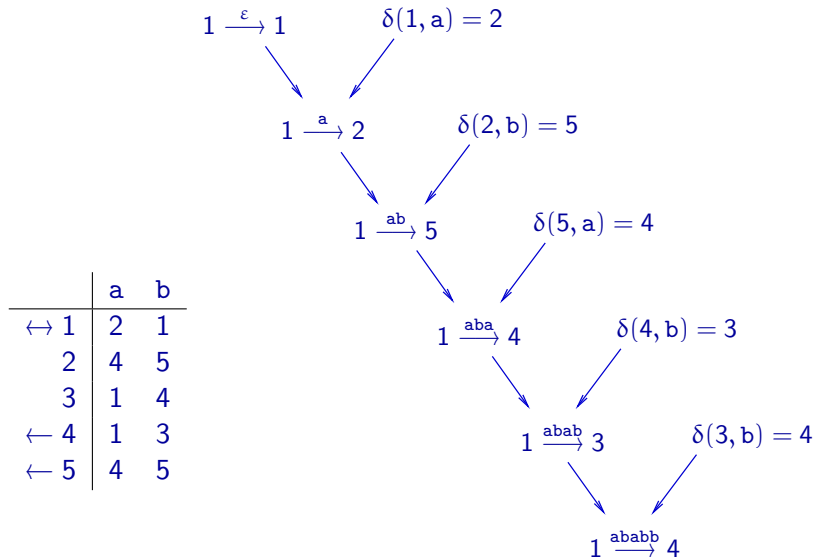 1 ε⟶ 1 δ(1, a) = 2
1 a⟶ 2 δ(2, b) = 5
1 ab⟶ 5 δ(5, a) = 4
a b
↔ 1 2 1
1 aba⟶ 4 δ(4, b) = 3
2 4 5
3 1 4
← 4 1 3
1 abab⟶ 3 δ(3, b) = 4
← 5 4 5
1 ababb⟶ 4